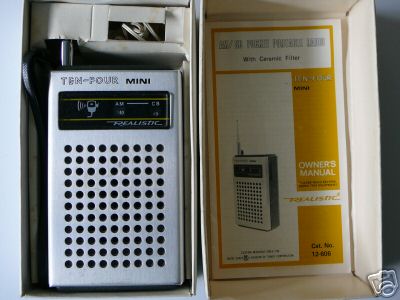 TEN-FOUR MINI
AM CB
REALISTIC
AM/CB POCKET PORTABLE RADIO
With Ceramic Filter
TEN-FOUR
MINI
OWNER'S
MANUAL
REALISTIC
Cat. No.
12-606
ebay